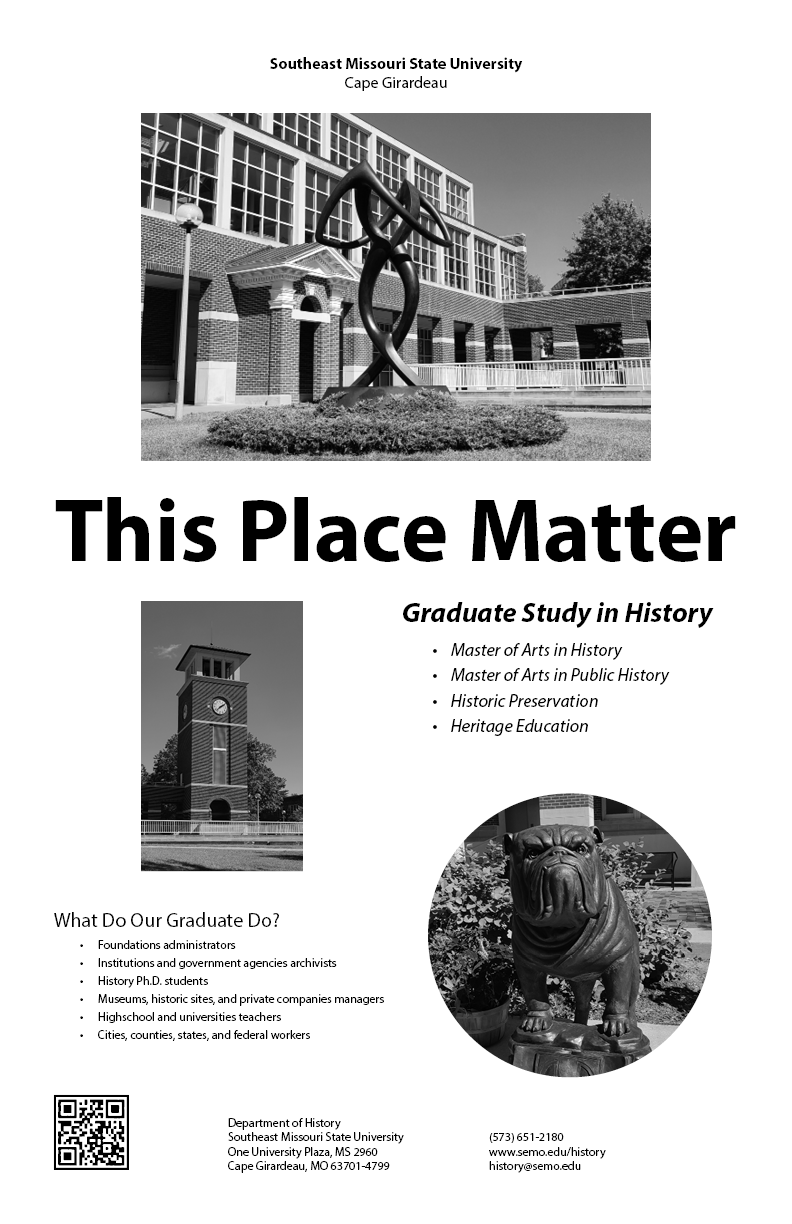 Southeast Missouri State University
Cape Girardeau
This Place Matter
Graduate Study in History
• Master of Arts in History
• Master of Arts in Public History
• Historic Preservation
• Heritage Education
What Do Our Graduate Do?
• Foundations administrators
• Institutions and government agencies archivists
• History Ph.D. students
• Museums, historic sites, and private companies managers
• Highschool and universities teachers
• Cities, counties, states, and federal workers
Department of History
Southeast Missouri State University
One University Plaza, MS 2960
Cape Girardeau, MO 63701-4799
(573) 651-2180
www.semo.edu/history
history@semo.edu